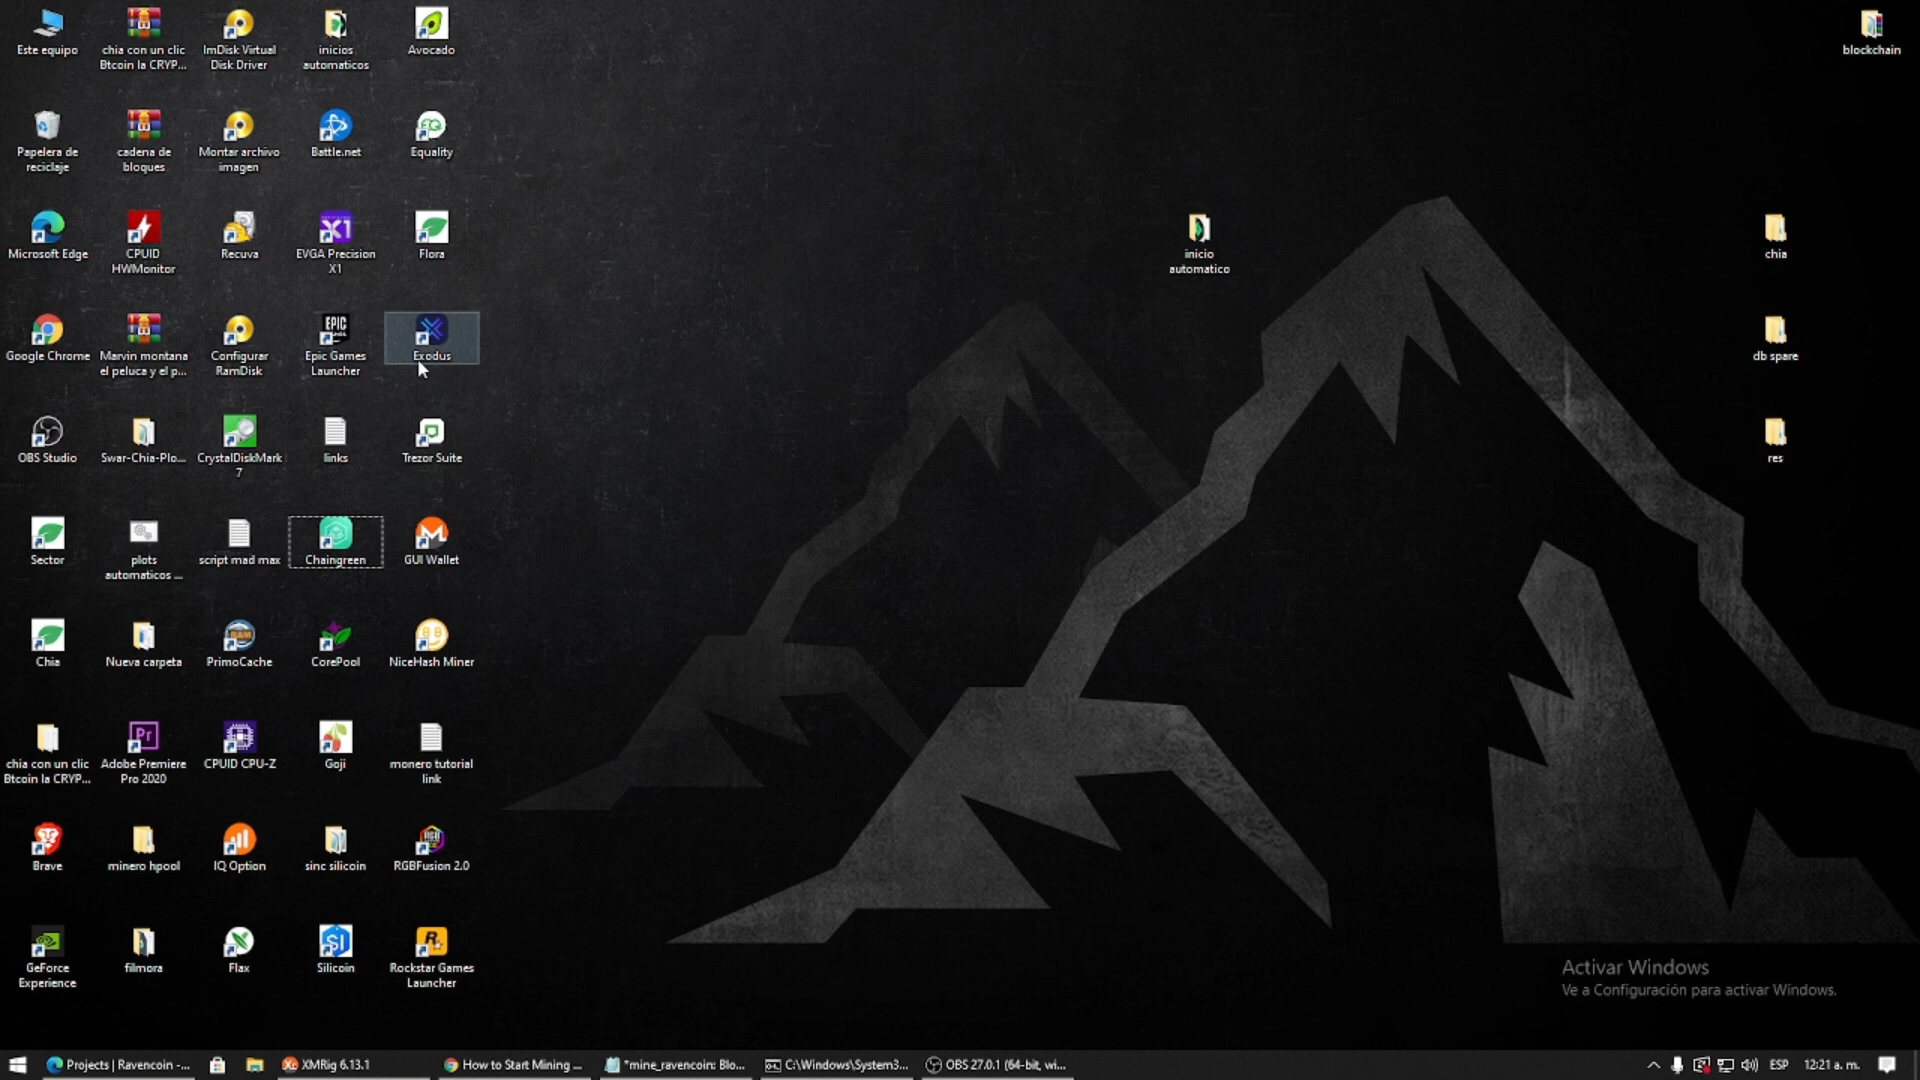 Este equipo
chia con un clic
Btcoin la CRYP...
ImDisk Virtual
Disk Driver
inicios
automaticos
Avocado
blockchain
Papelera de
reciclaje
cadena de
bloques
Montar archivo
imagen
Battle.net
Equality
Microsoft Edge
CPUID
HWMonitor
Recuva
X1
EVGA Precision
X1
Flora
inicio
automatico
chia
Google Chrome
Marvin montana
el peluca y el p...
Configurar
RamDisk
EPIC
Epic Games
Launcher
Exodus
db spare
OBS Studio
Swar-Chia-Plo...
CrystalDiskMark
7
links
Trezor Suite
res
Sector
plots
automaticos ...
script mad max
Chaingreen
GUI Wallet
Chia
Nueva carpeta
RAM
PrimoCache
CorePool
NiceHash Miner
chia con un clic
Btcoin la CRYP...
Pr
Adobe Premiere
Pro 2020
CPUID CPU-Z
Goji
monero tutorial
link
Brave
minero hpool
IQ Option
sinc silicoin
RGBFusion 2.0
GeForce
Experience
filmora
Flax
SI
Silicoin
R
Rockstar Games
Launcher
Activar Windows
Ve a Configuración para activar Windows.
Projects | Ravencoin -...
XMRig 6.13.1
How to Start Mining ...
*mine_ravencoin: Blo...
C:\Windows\System3...
OBS 27.0.1 (64-bit, wi...
ESP
12:21 a. m.